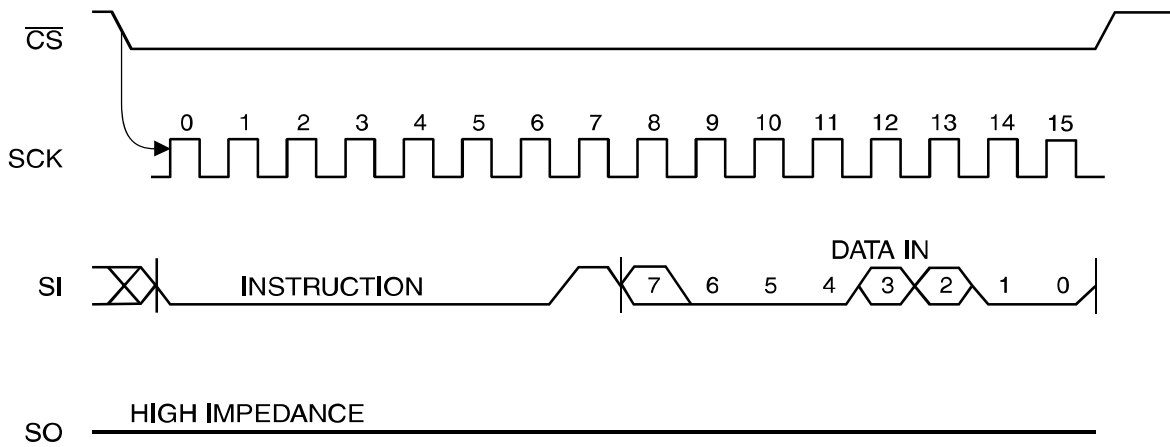 CS
0 1 2 3 4 5 6 7 8 9 10 11 12 13 14 15
SCK
DATA IN
SI INSTRUCTION 7 6 5 4 3 2 1 0
HIGH IMPEDANCE
SO